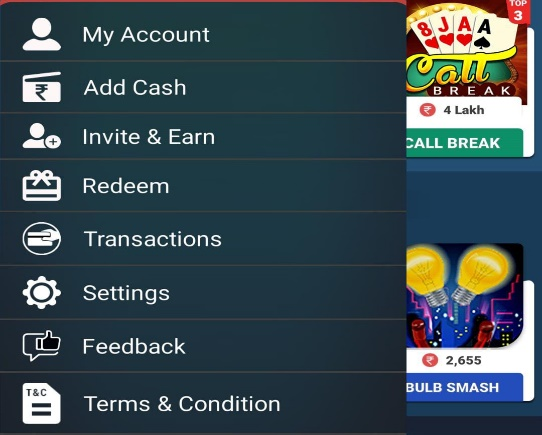 My Account
Add Cash
₹
Invite & Earn
Redeem
Transactions
Settings
Feedback
T&C
Terms & Condition
TOP
3
8 J A A
Call
BREAK
₹ 4 Lakh
CALL BREAK
₹ 2,655
BULB SMASH